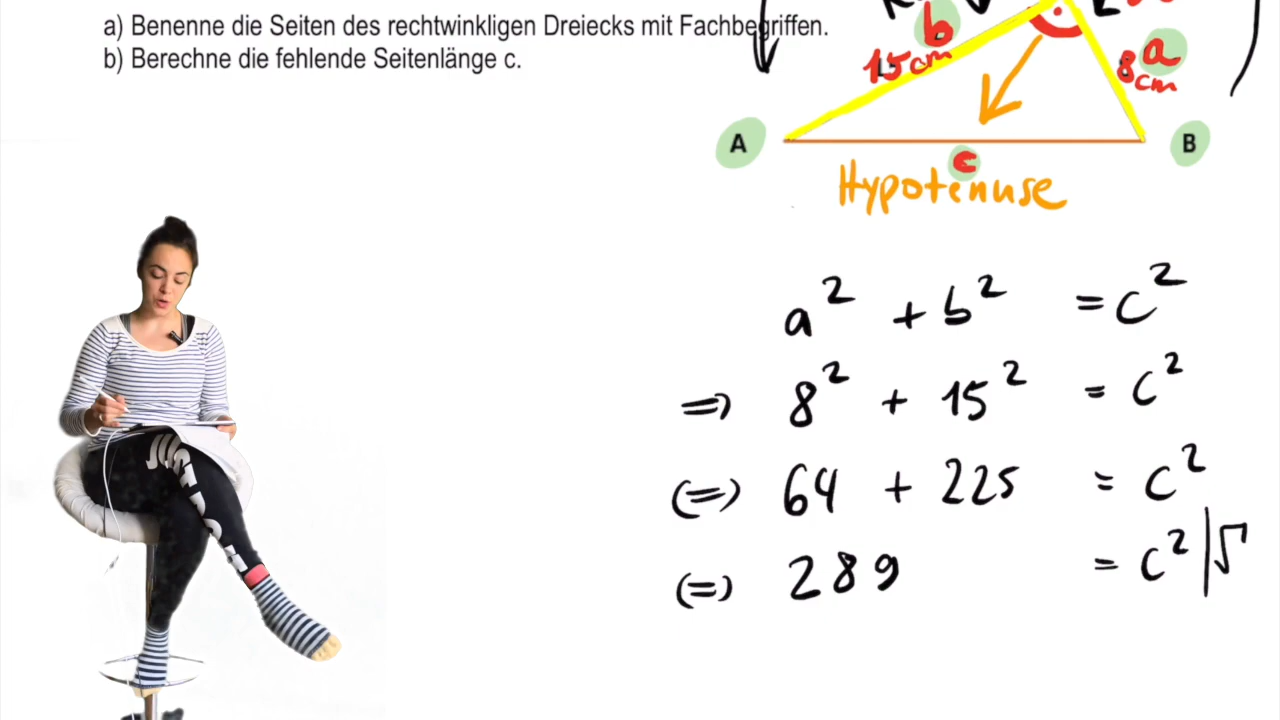 a) Benenne die Seiten des rechtwinkligen Dreiecks mit Fachbegriffen.
b) Berechne die fehlende Seitenlänge c.
b
15cm
a
8cm
A
B
c
Hypotenuse
a² + b² = c²
=> 8² + 15² = c²
(=) 64 + 225 = c²
(=) 289 = c² |√